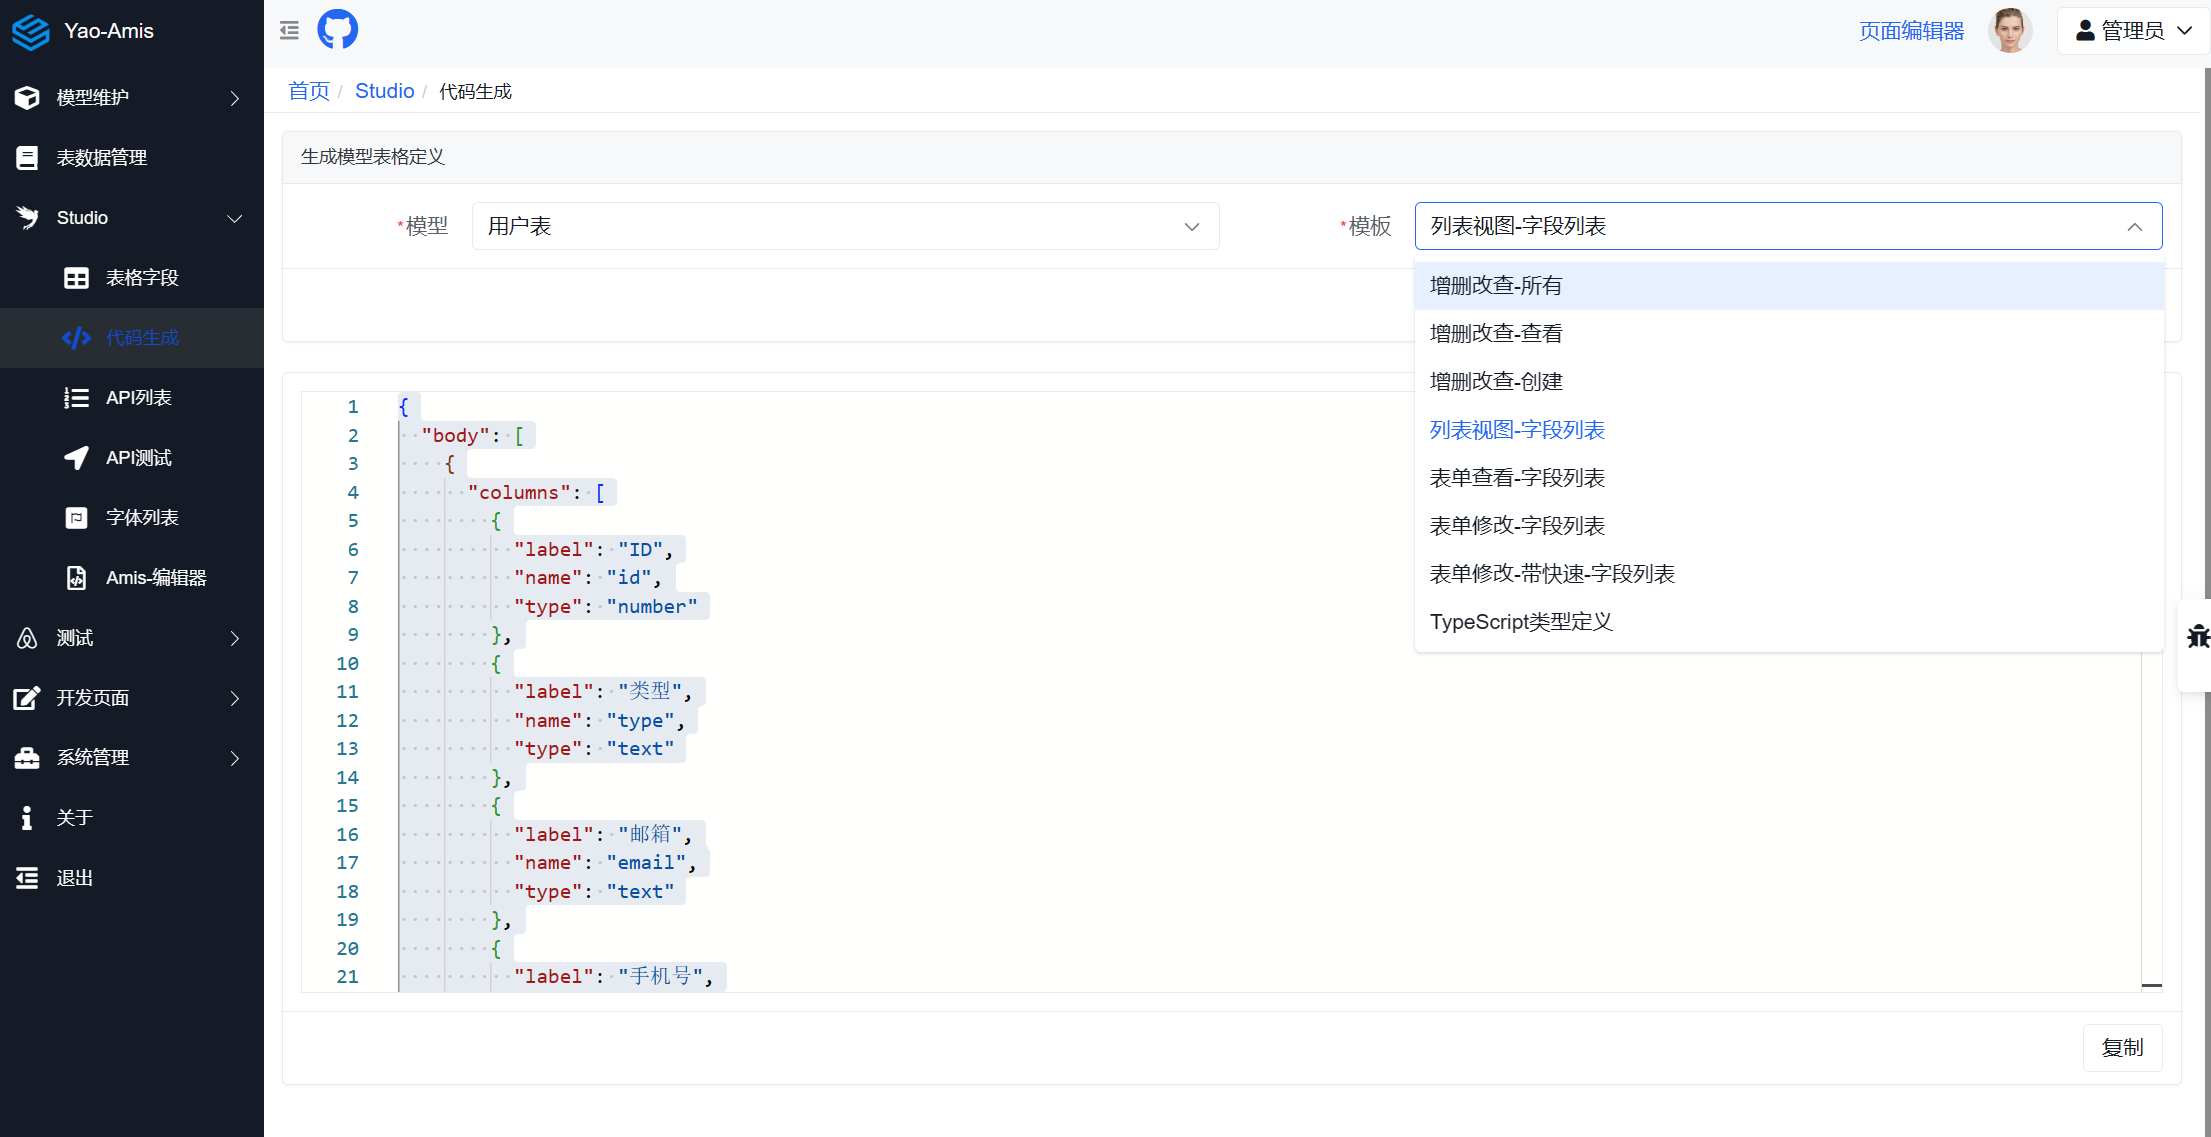 Yao-Amis
页面编辑器
管理员
模型维护
表数据管理
Studio
表格字段
代码生成
API列表
API测试
字体列表
Amis-编辑器
测试
开发页面
系统管理
关于
退出
首页 / Studio / 代码生成
生成模型表格定义
*模型 用户表
*模板 列表视图-字段列表
增删改查-所有
增删改查-查看
增删改查-创建
列表视图-字段列表
表单查看-字段列表
表单修改-字段列表
表单修改-带快速-字段列表
TypeScript类型定义
1 {
2 "body": [
3 {
4 "columns": [
5 {
6 "label": "ID",
7 "name": "id",
8 "type": "number"
9 },
10 {
11 "label": "类型",
12 "name": "type",
13 "type": "text"
14 },
15 {
16 "label": "邮箱",
17 "name": "email",
18 "type": "text"
19 },
20 {
21 "label": "手机号",
复制